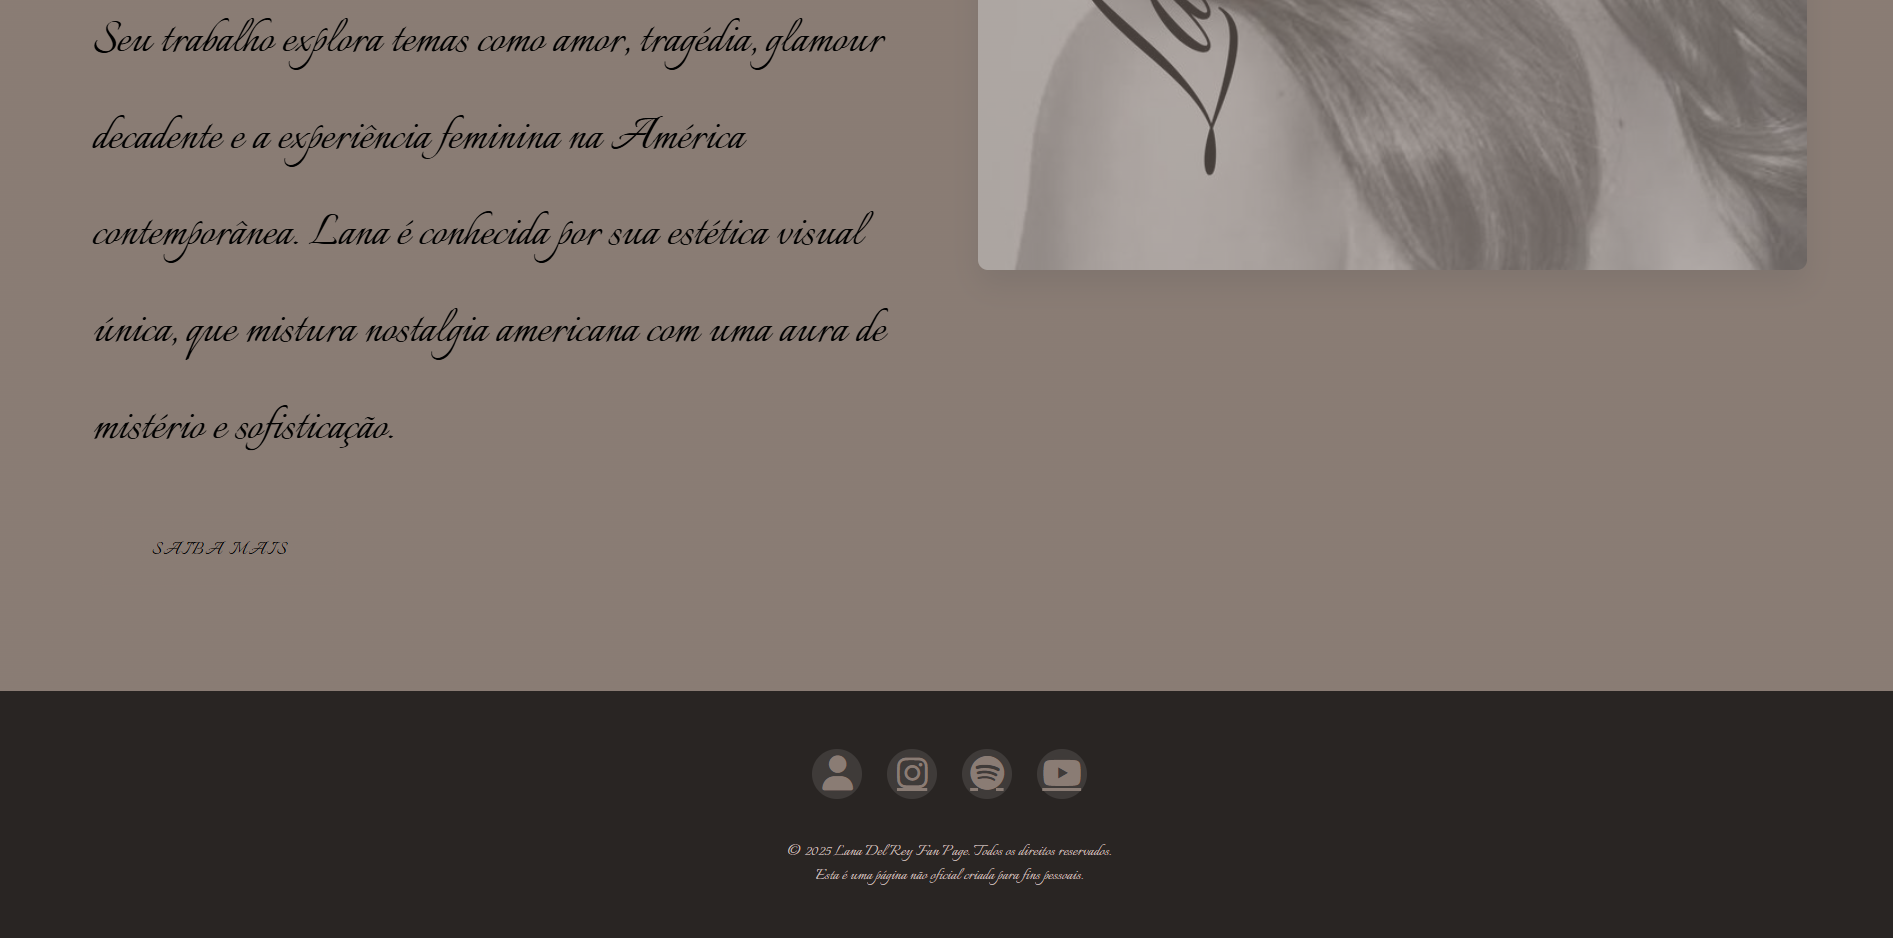 Seu trabalho explora temas como amor, tragédia, glamour
decadente e a experiência feminina na América
contemporânea. Lana é conhecida por sua estética visual
única, que mistura nostalgia americana com uma aura de
mistério e sofisticação.
SAIBA MAIS
© 2025 Lana Del Rey Fan Page. Todos os direitos reservados.
Esta é uma página não oficial criada para fins pessoais.